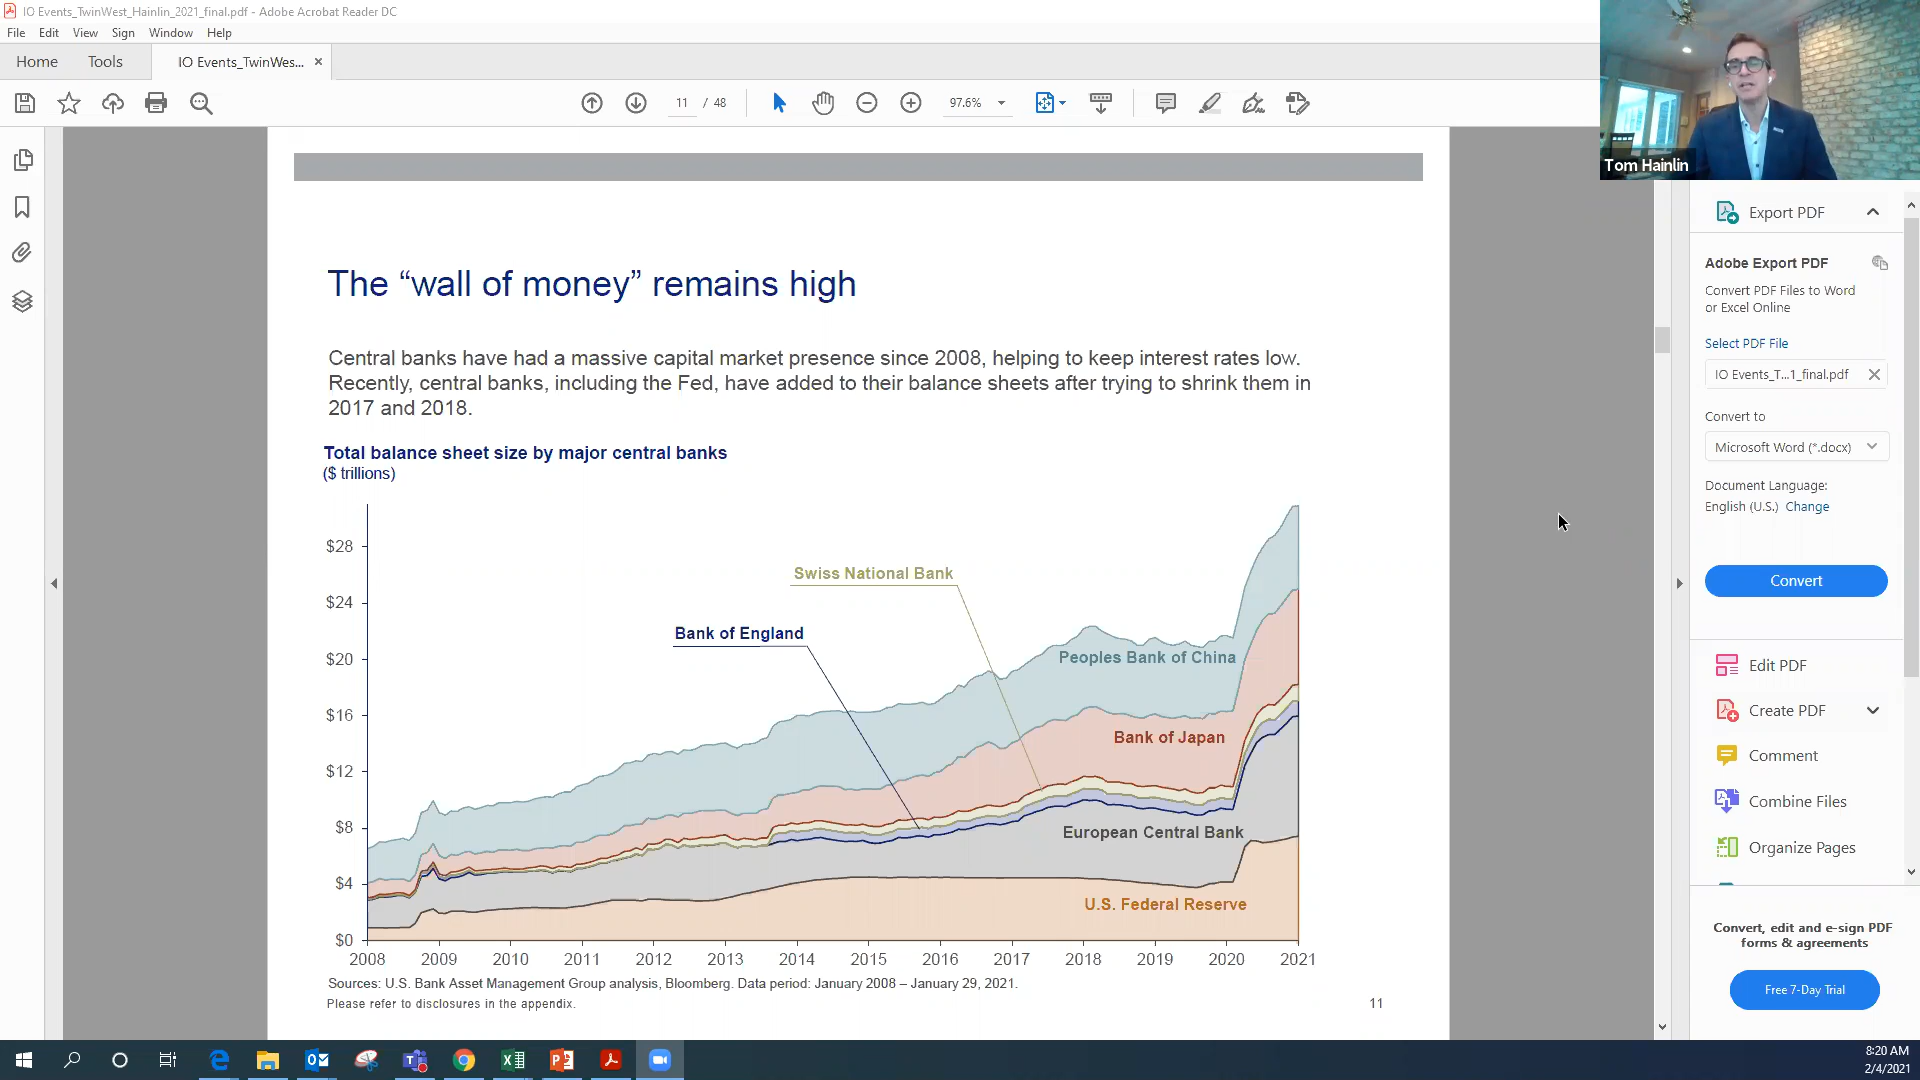 IO Events_TwinWest_Hainlin_2021_final.pdf - Adobe Acrobat Reader DC
File Edit View Sign Window Help
Home Tools IO Events_TwinWes... ×
11 / 48 97.6%
Tom Hainlin
The “wall of money” remains high
Central banks have had a massive capital market presence since 2008, helping to keep interest rates low.
Recently, central banks, including the Fed, have added to their balance sheets after trying to shrink them in
2017 and 2018.
Total balance sheet size by major central banks
($ trillions)
$28
$24
$20
$16
$12
$8
$4
$0
Swiss National Bank
Bank of England
Peoples Bank of China
Bank of Japan
European Central Bank
U.S. Federal Reserve
2008 2009 2010 2011 2012 2013 2014 2015 2016 2017 2018 2019 2020 2021
Sources: U.S. Bank Asset Management Group analysis, Bloomberg. Data period: January 2008 – January 29, 2021.
Please refer to disclosures in the appendix.
11
Export PDF
Adobe Export PDF
Convert PDF Files to Word
or Excel Online
Select PDF File
IO Events_T...1_final.pdf
Convert to
Microsoft Word (*.docx)
Document Language:
English (U.S.) Change
Convert
Edit PDF
Create PDF
Comment
Combine Files
Organize Pages
Convert, edit and e-sign PDF
forms & agreements
Free 7-Day Trial
8:20 AM
2/4/2021